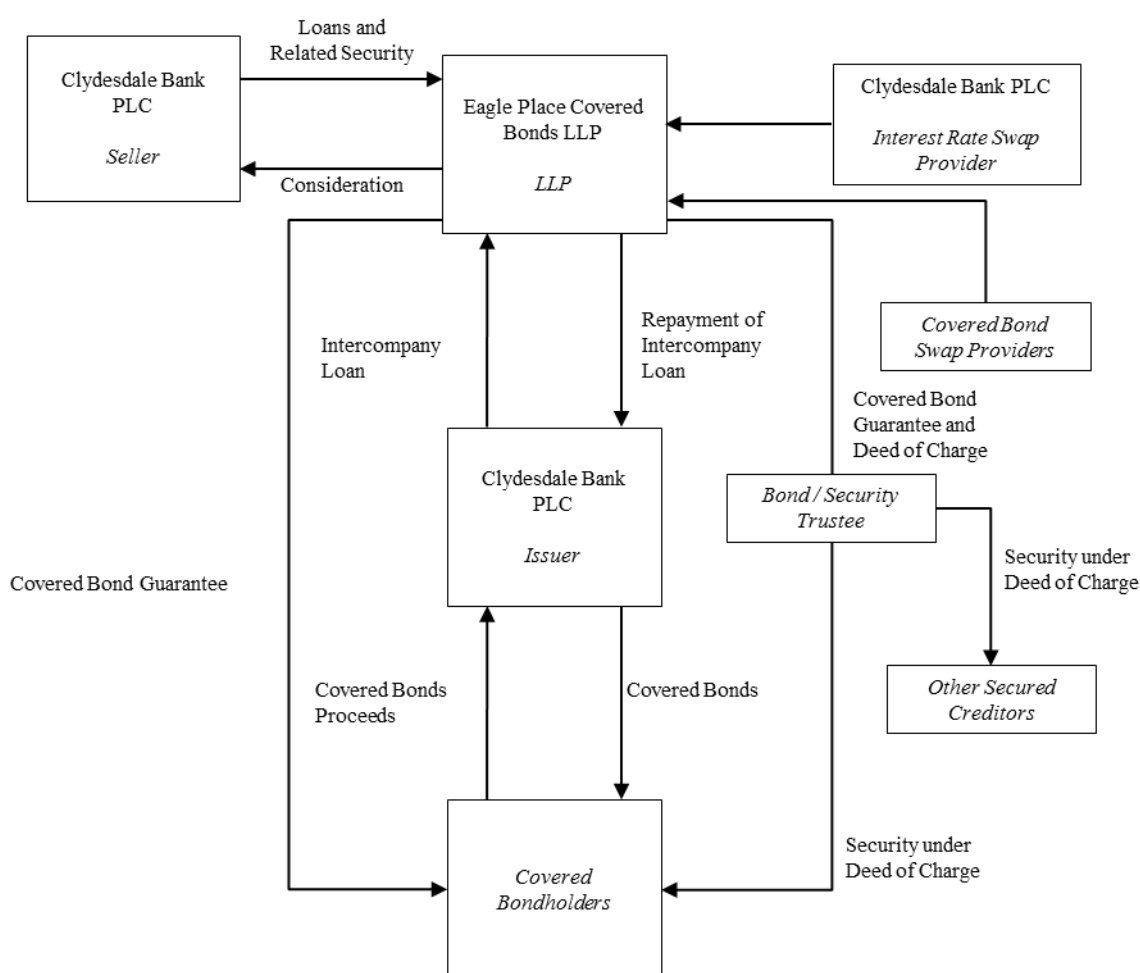 Loans and
Related Security
Clydesdale Bank
PLC
Seller
Eagle Place Covered
Bonds LLP
LLP
Clydesdale Bank PLC
Interest Rate Swap
Provider
Consideration
Covered Bond
Swap Providers
Intercompany
Loan
Repayment of
Intercompany
Loan
Covered Bond
Guarantee and
Deed of Charge
Clydesdale Bank
PLC
Issuer
Bond / Security
Trustee
Security under
Deed of Charge
Covered Bond Guarantee
Covered Bonds
Proceeds
Covered Bonds
Other Secured
Creditors
Covered
Bondholders
Security under
Deed of Charge